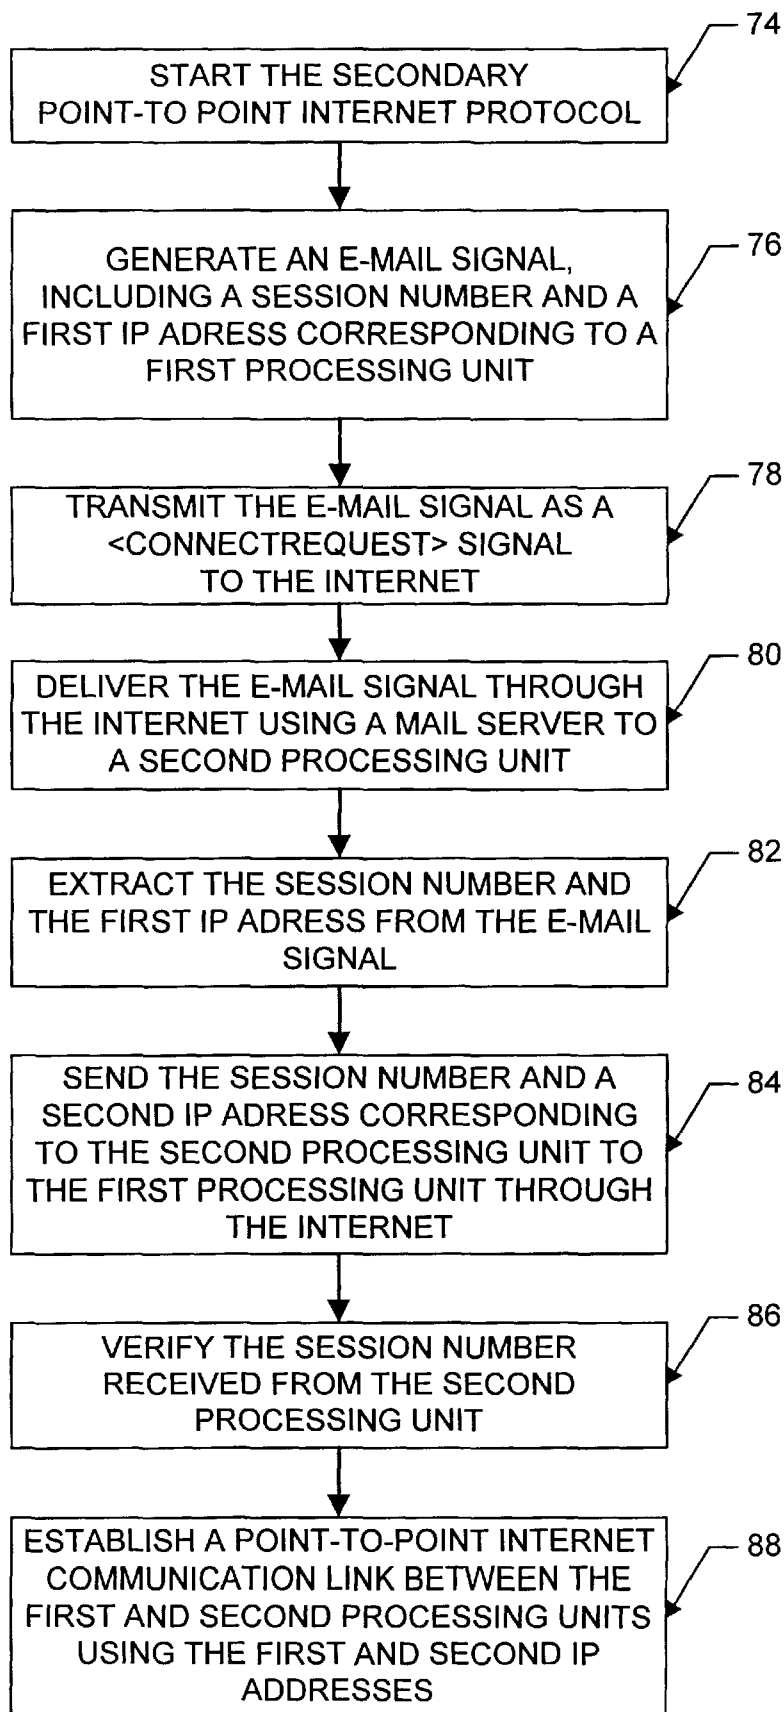 74
START THE SECONDARY
POINT-TO POINT INTERNET PROTOCOL
76
GENERATE AN E-MAIL SIGNAL,
INCLUDING A SESSION NUMBER AND A
FIRST IP ADRESS CORRESPONDING TO A
FIRST PROCESSING UNIT
78
TRANSMIT THE E-MAIL SIGNAL AS A
<CONNECTREQUEST> SIGNAL
TO THE INTERNET
80
DELIVER THE E-MAIL SIGNAL THROUGH
THE INTERNET USING A MAIL SERVER TO
A SECOND PROCESSING UNIT
82
EXTRACT THE SESSION NUMBER AND
THE FIRST IP ADRESS FROM THE E-MAIL
SIGNAL
84
SEND THE SESSION NUMBER AND A
SECOND IP ADRESS CORRESPONDING
TO THE SECOND PROCESSING UNIT TO
THE FIRST PROCESSING UNIT THROUGH
THE INTERNET
86
VERIFY THE SESSION NUMBER
RECEIVED FROM THE SECOND
PROCESSING UNIT
88
ESTABLISH A POINT-TO-POINT INTERNET
COMMUNICATION LINK BETWEEN THE
FIRST AND SECOND PROCESSING UNITS
USING THE FIRST AND SECOND IP
ADDRESSES